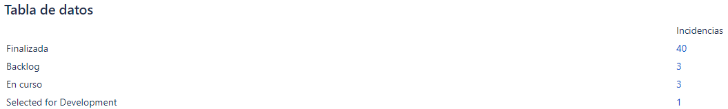 Tabla de datos
Incidencias
Finalizada 40
Backlog 3
En curso 3
Selected for Development 1